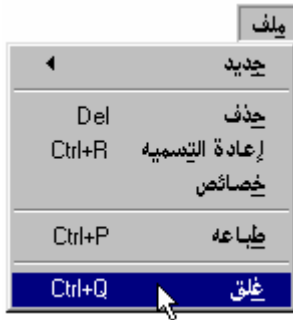 ملف
جديد
حذف Del
إعادة التسميه Ctrl+R
خصائص
طباعه Ctrl+P
غلق Ctrl+Q